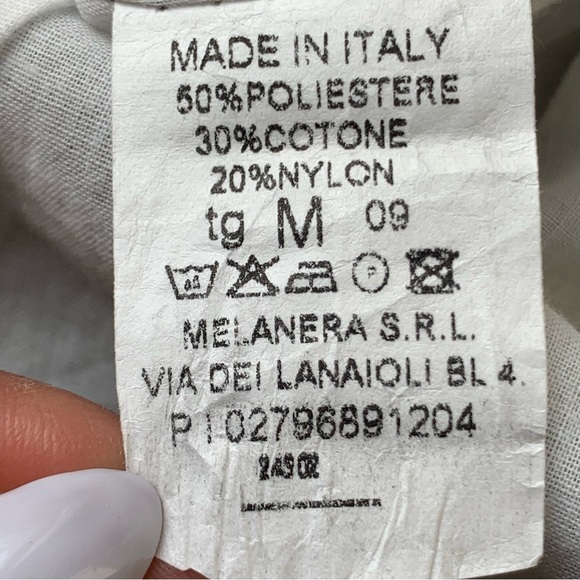 MADE IN ITALY
50%POLIESTERE
30%COTONE
20%NYLON
tg M 09
P
MELANERA S.R.L.
VIA DEI LANAIOLI BL 4.
P I 02796891204